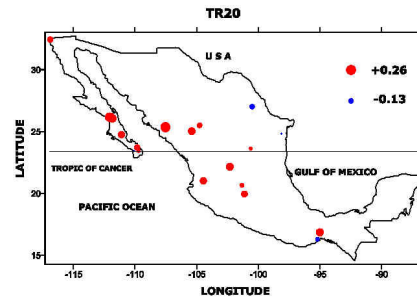 TR20
USA
+0.26
-0.13
LATITUDE
30
25
20
15
TROPIC OF CANCER
GULF OF MEXICO
PACIFIC OCEAN
-115
-110
-105
-100
-95
-90
LONGITUDE